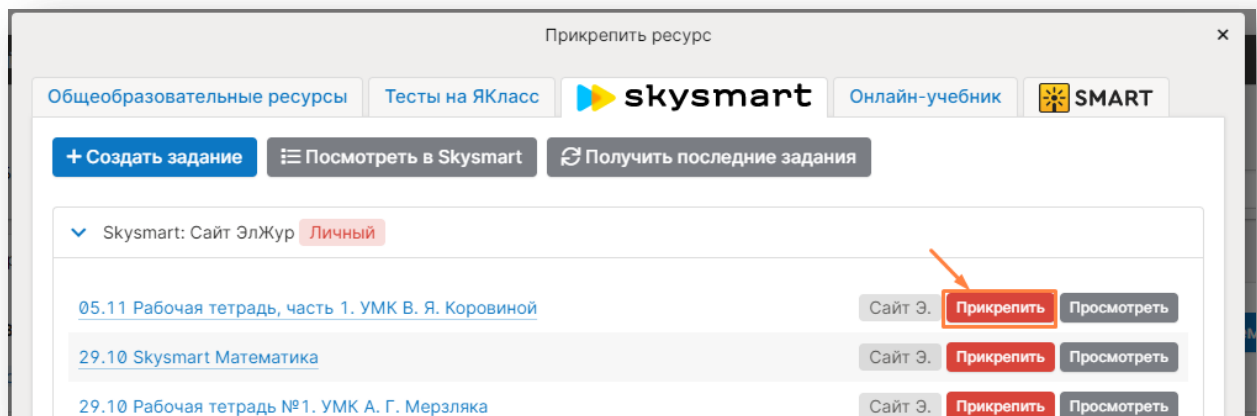 Прикрепить ресурс ×
Общеобразовательные ресурсы Тесты на ЯКласс skysmart Онлайн-учебник SMART
+ Создать задание Посмотреть в Skysmart Получить последние задания
Skysmart: Сайт ЭлЖур Личный
05.11 Рабочая тетрадь, часть 1. УМК В. Я. Коровиной Сайт Э. Прикрепить Просмотреть
29.10 Skysmart Математика Сайт Э. Прикрепить Просмотреть
29.10 Рабочая тетрадь №1. УМК А. Г. Мерзляка Сайт Э. Прикрепить Просмотреть